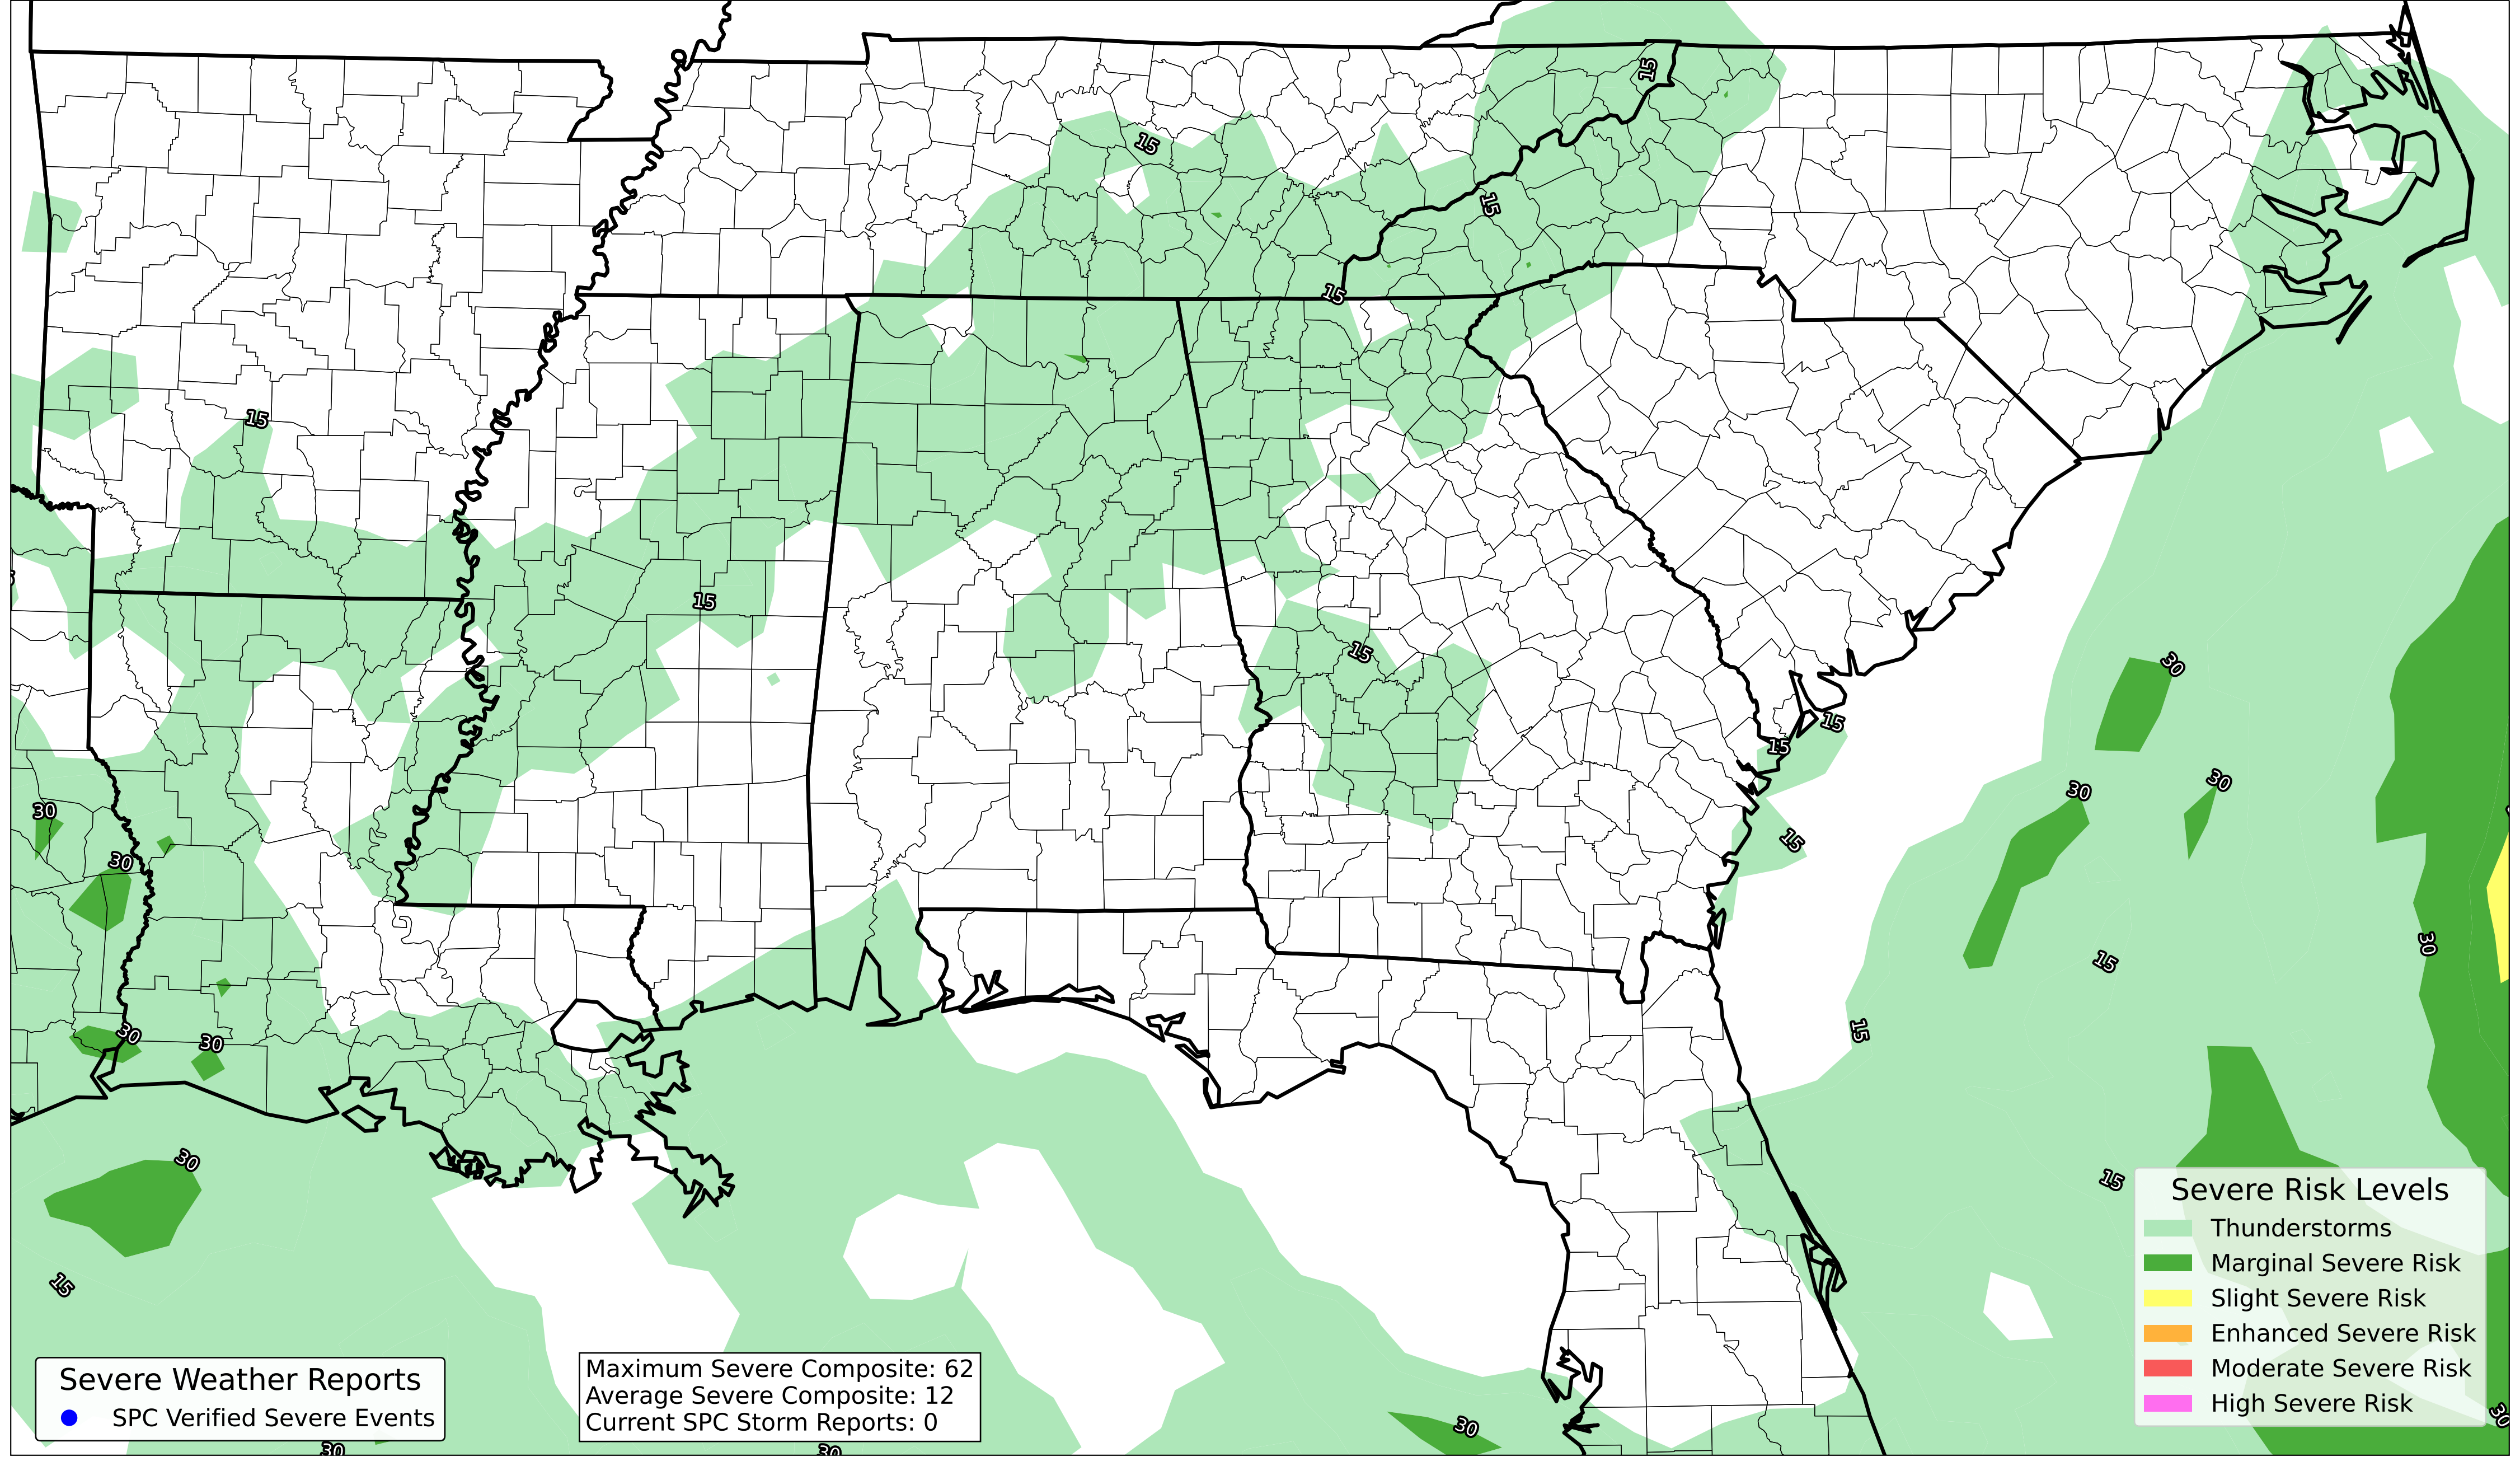 15
15
15
15
15
15
15
30
30
15
15
15
15
30
30
30
30
30
15
15
30
30
30
15
15
15
30
Severe Risk Levels
Thunderstorms
Marginal Severe Risk
Slight Severe Risk
Enhanced Severe Risk
Moderate Severe Risk
High Severe Risk
Severe Weather Reports
SPC Verified Severe Events
Maximum Severe Composite: 62
Average Severe Composite: 12
Current SPC Storm Reports: 0
30
30
30
30